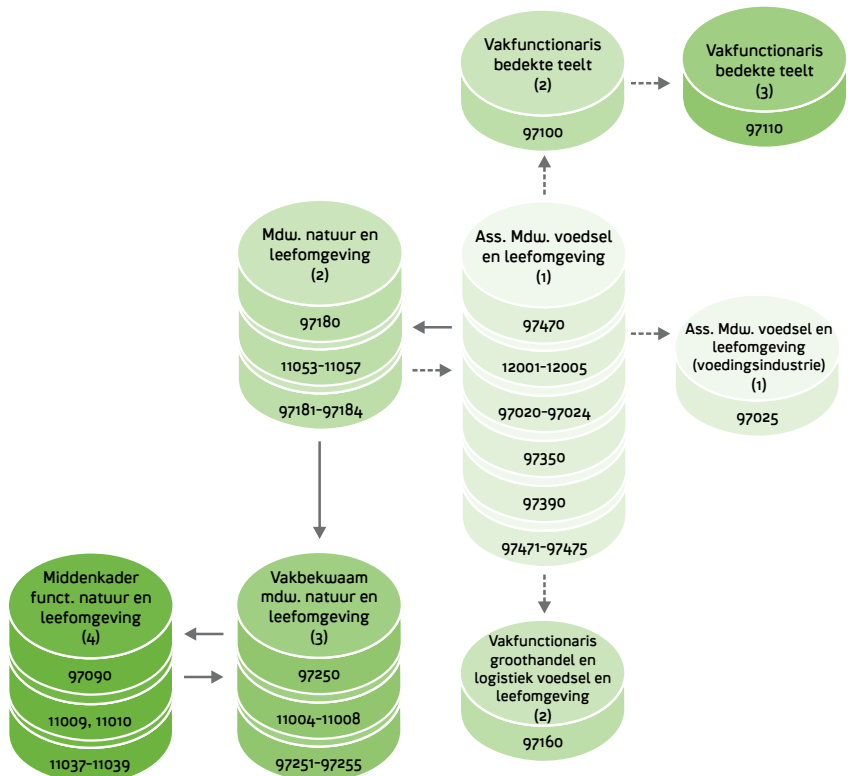 Vakfunctionaris
bedekte teelt
(2)
97100
Vakfunctionaris
bedekte teelt
(3)
97110
Mdw. natuur en
leefomgeving
(2)
97180
11053-11057
97181-97184
Ass. Mdw. voedsel
en leefomgeving
(1)
97470
12001-12005
97020-97024
97350
97390
97471-97475
Ass. Mdw. voedsel en
leefomgeving
(voedingsindustrie)
(1)
97025
Middenkader
funct. natuur en
leefomgeving
(4)
97090
11009, 11010
11037-11039
Vakbekwaam
mdw. natuur en
leefomgeving
(3)
97250
11004-11008
97251-97255
Vakfunctionaris
groothandel en
logistiek voedsel en
leefomgeving
(2)
97160